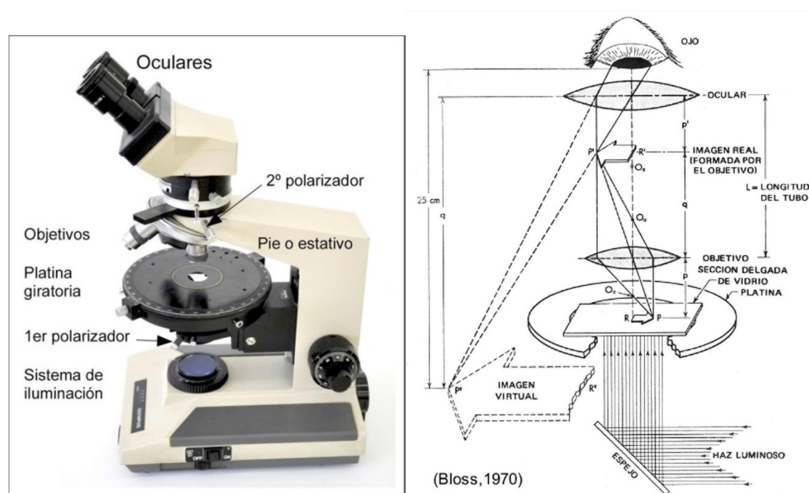 Oculares
2º polarizador
Objetivos
Pie o estativo
Platina
giratoria
1er polarizador
Sistema de
iluminación
OFF
ON
OJO
OCULAR
P'
R'
IMAGEN REAL
(FORMADA POR
EL OBJETIVO)
L= LONGITUD
DEL TUBO
25 cm
q
p'
q
p
OBJETIVO
SECCION DELGADA
DE VIDRIO
PLATINA
R
P
IMAGEN
VIRTUAL
R"
P"
ESPEJO
HAZ LUMINOSO
(Bloss,1970)